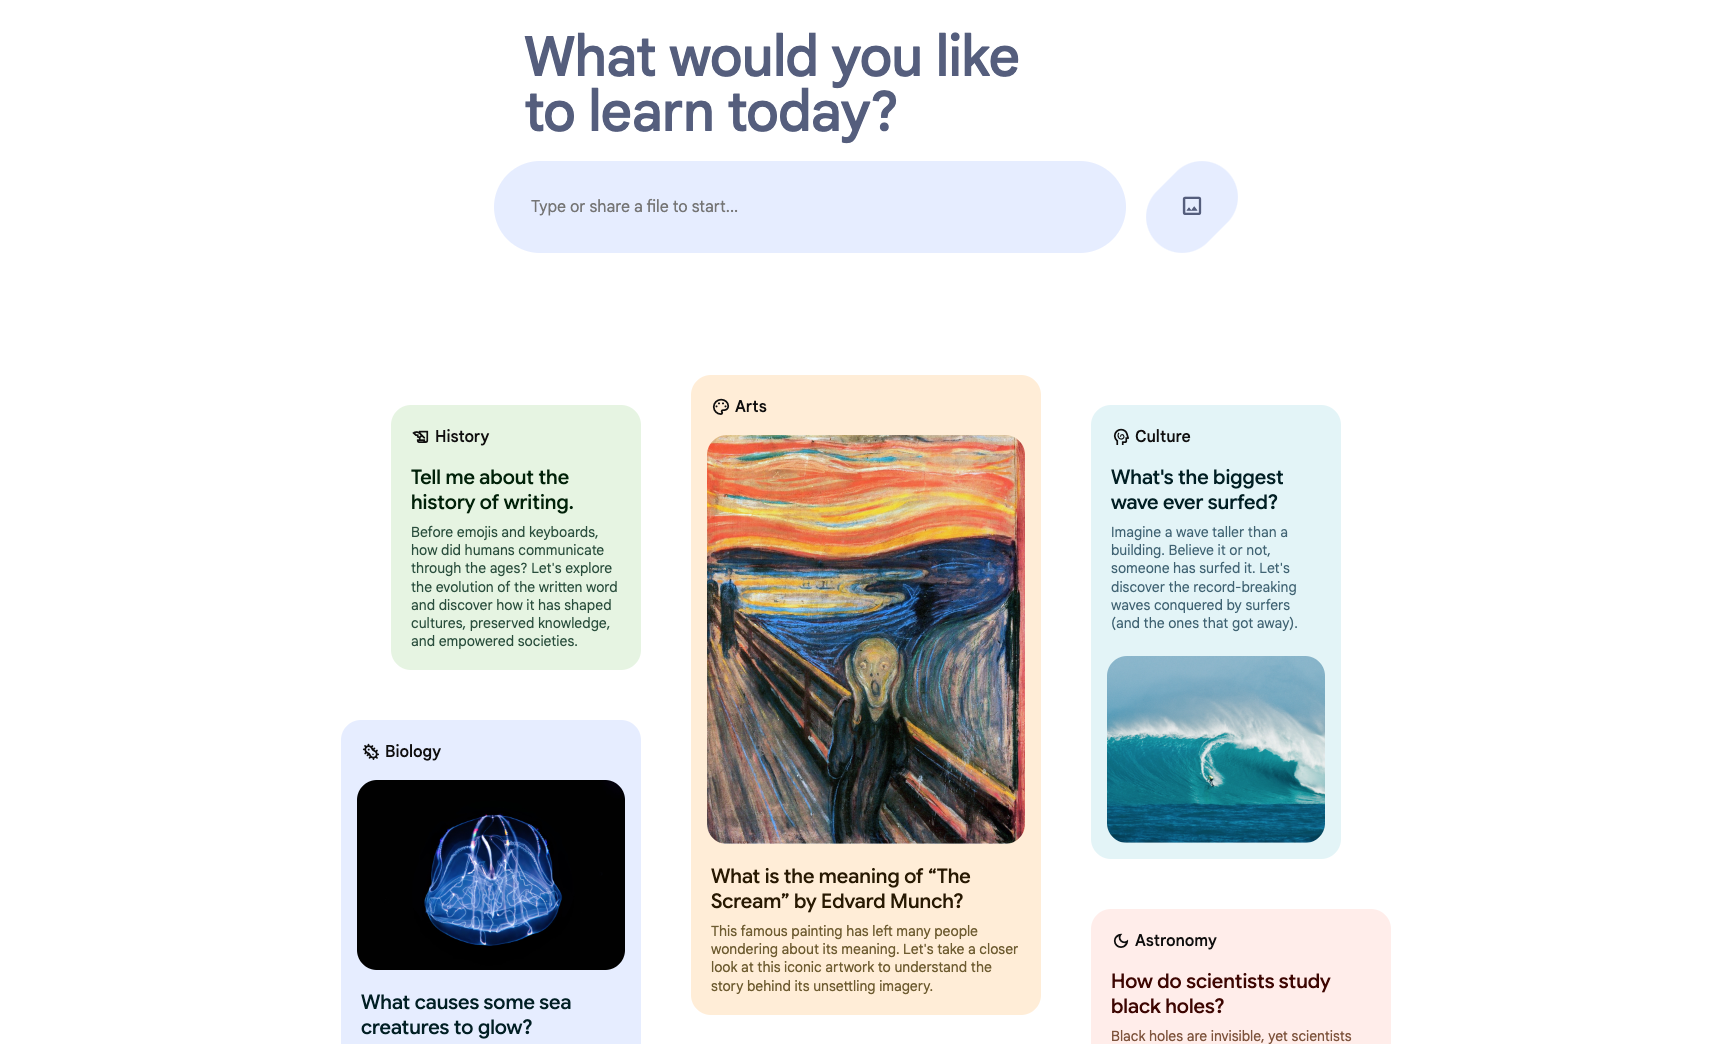 What would you like
to learn today?
Type or share a file to start...
History
Tell me about the
history of writing.
Before emojis and keyboards,
how did humans communicate
through the ages? Let's explore
the evolution of the written word
and discover how it has shaped
cultures, preserved knowledge,
and empowered societies.
Biology
What causes some sea
creatures to glow?
Arts
What is the meaning of “The
Scream” by Edvard Munch?
This famous painting has left many people
wondering about its meaning. Let's take a closer
look at this iconic artwork to understand the
story behind its unsettling imagery.
Culture
What's the biggest
wave ever surfed?
Imagine a wave taller than a
building. Believe it or not,
someone has surfed it. Let's
discover the record-breaking
waves conquered by surfers
(and the ones that got away).
Astronomy
How do scientists study
black holes?
Black holes are invisible, yet scientists